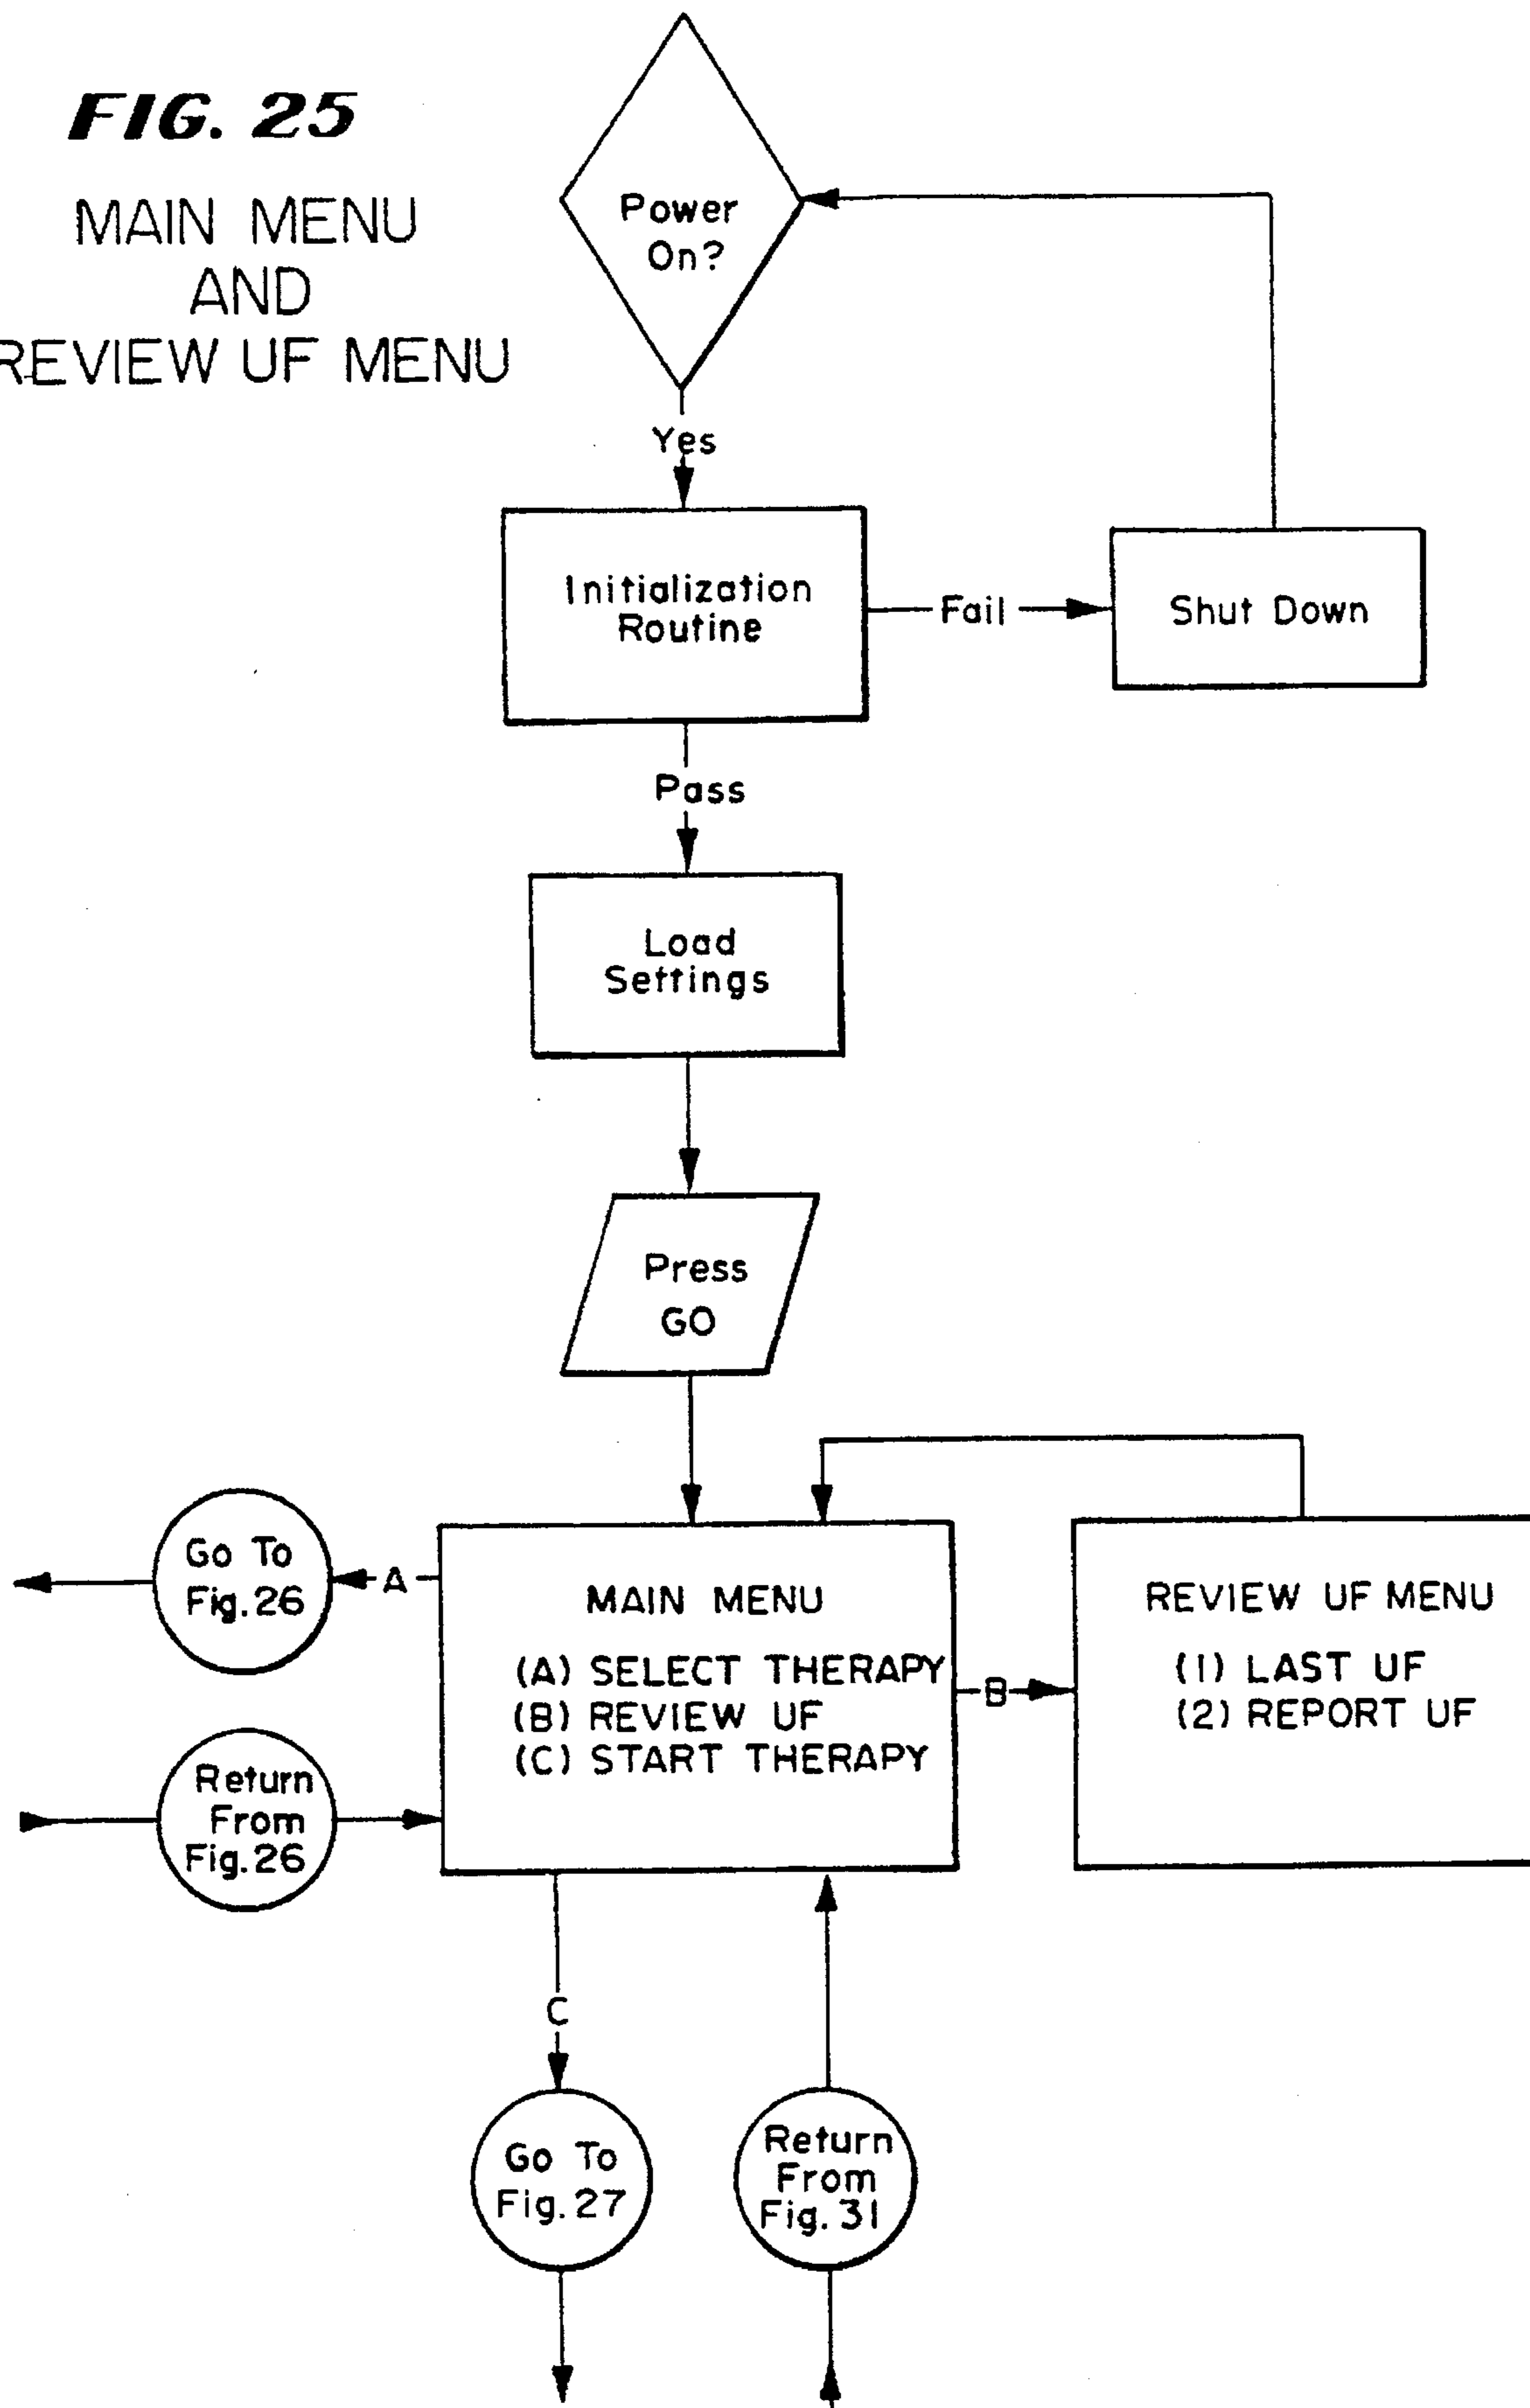 FIG. 25
MAIN MENU
AND
REVIEW UF MENU
Power
On?
Yes
Initialization
Routine
Fail
Shut Down
Pass
Load
Settings
Press
GO
Go To
Fig.26
A
MAIN MENU
(A) SELECT THERAPY
(B) REVIEW UF
(C) START THERAPY
B
REVIEW UF MENU
(1) LAST UF
(2) REPORT UF
Return
From
Fig.26
C
Go To
Fig.27
Return
From
Fig.31